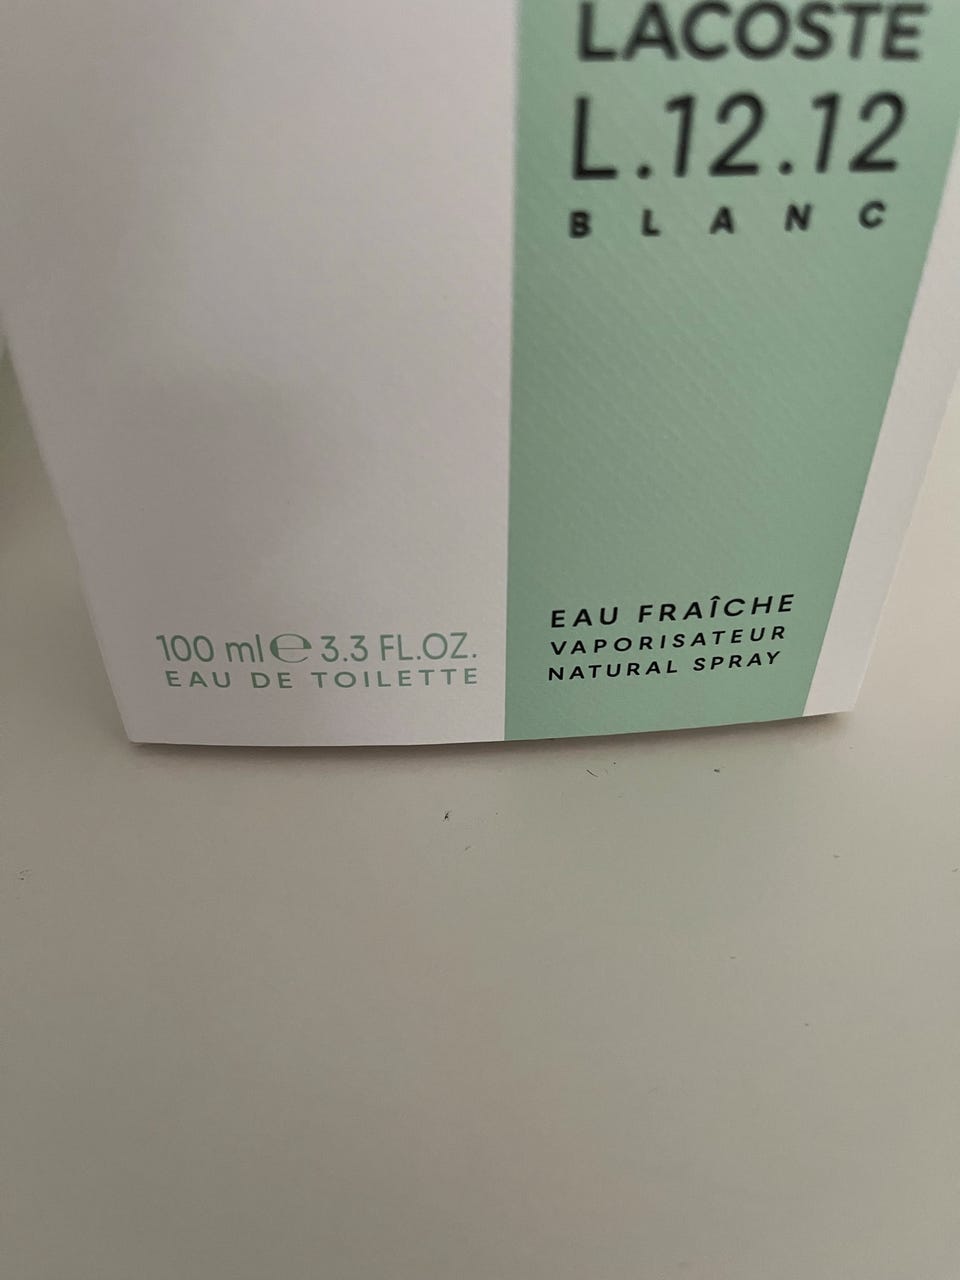 LACOSTE
L.12.12
BLANC
100 ml ℮ 3.3 FL.OZ.
EAU DE TOILETTE
EAU FRAÎCHE
VAPORISATEUR
NATURAL SPRAY